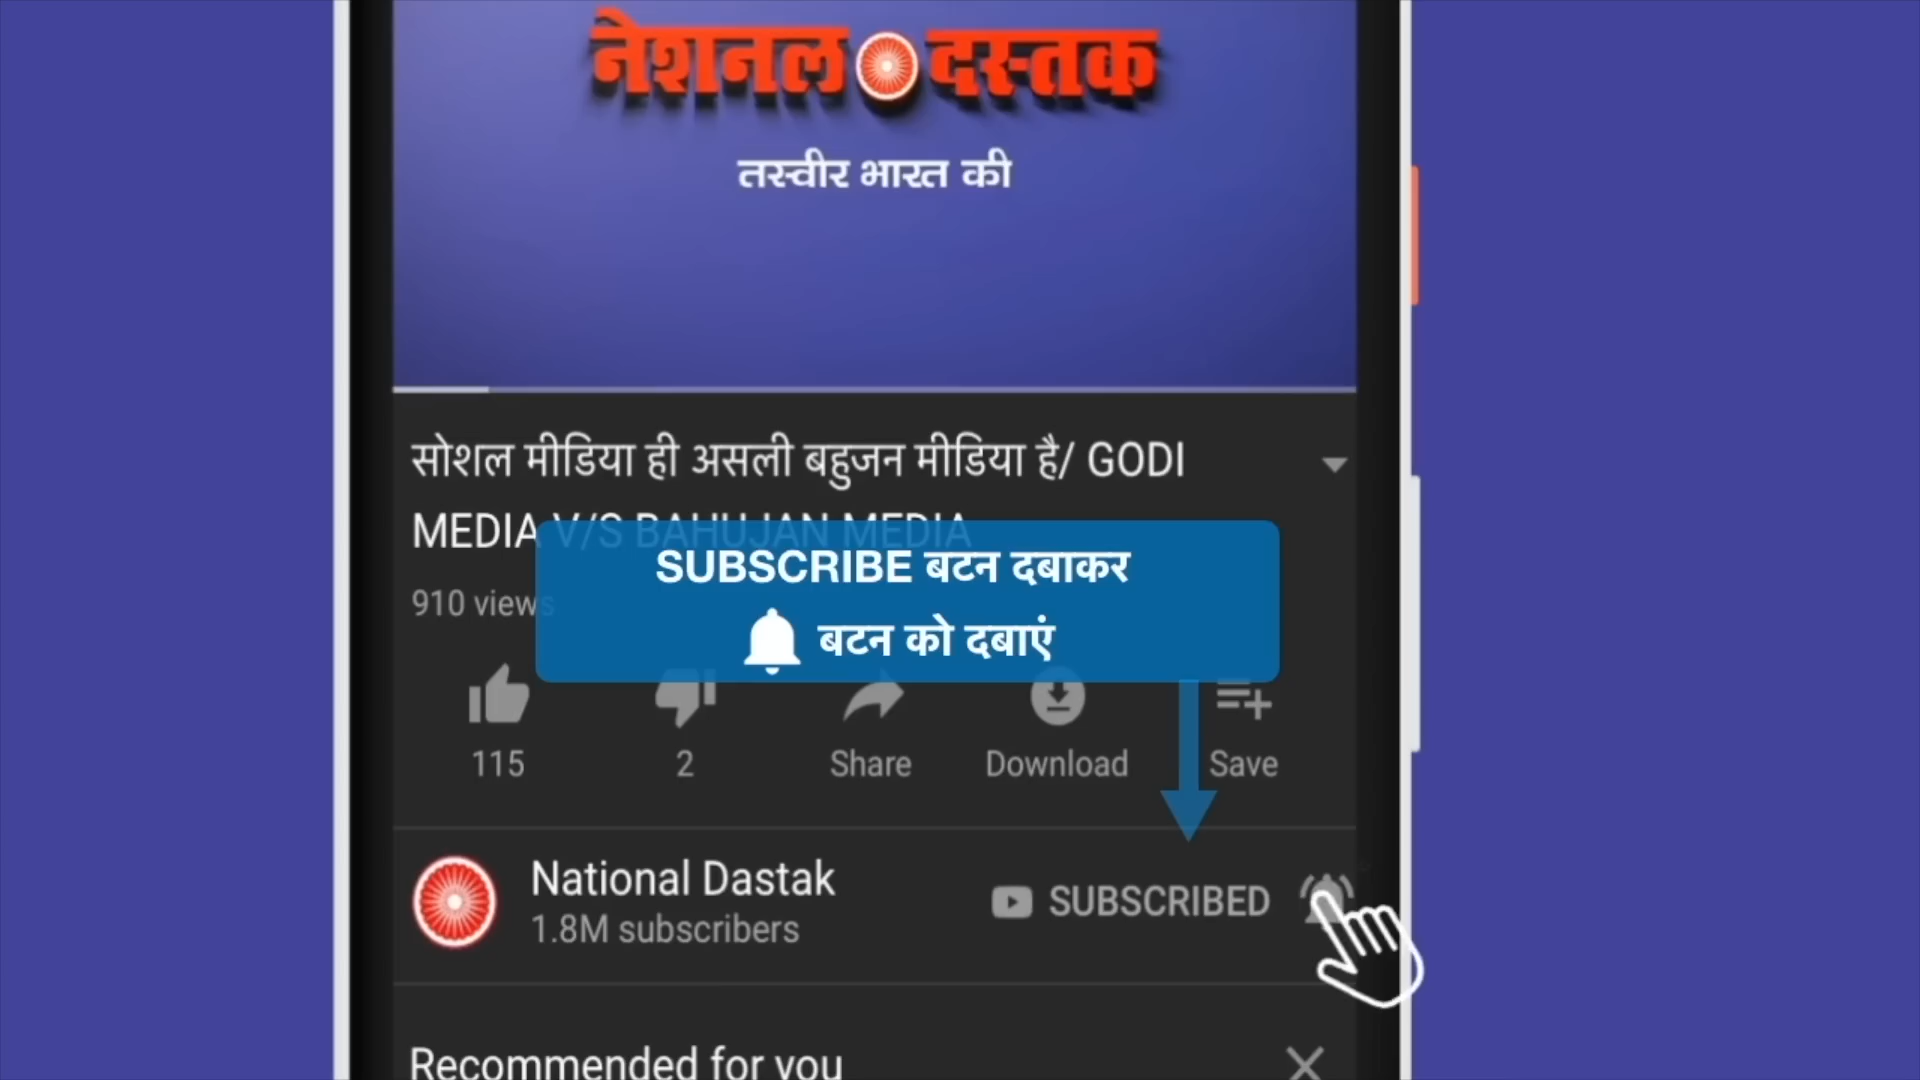 नेशनल दस्तक
तस्वीर भारत की
सोशल मीडिया ही असली बहुजन मीडिया है/ GODI
MEDIA V/S BAHUJAN MEDIA
SUBSCRIBE बटन दबाकर
बटन को दबाएं
910 views
115
2
Share
Download
Save
National Dastak
1.8M subscribers
SUBSCRIBED
Recommended for you